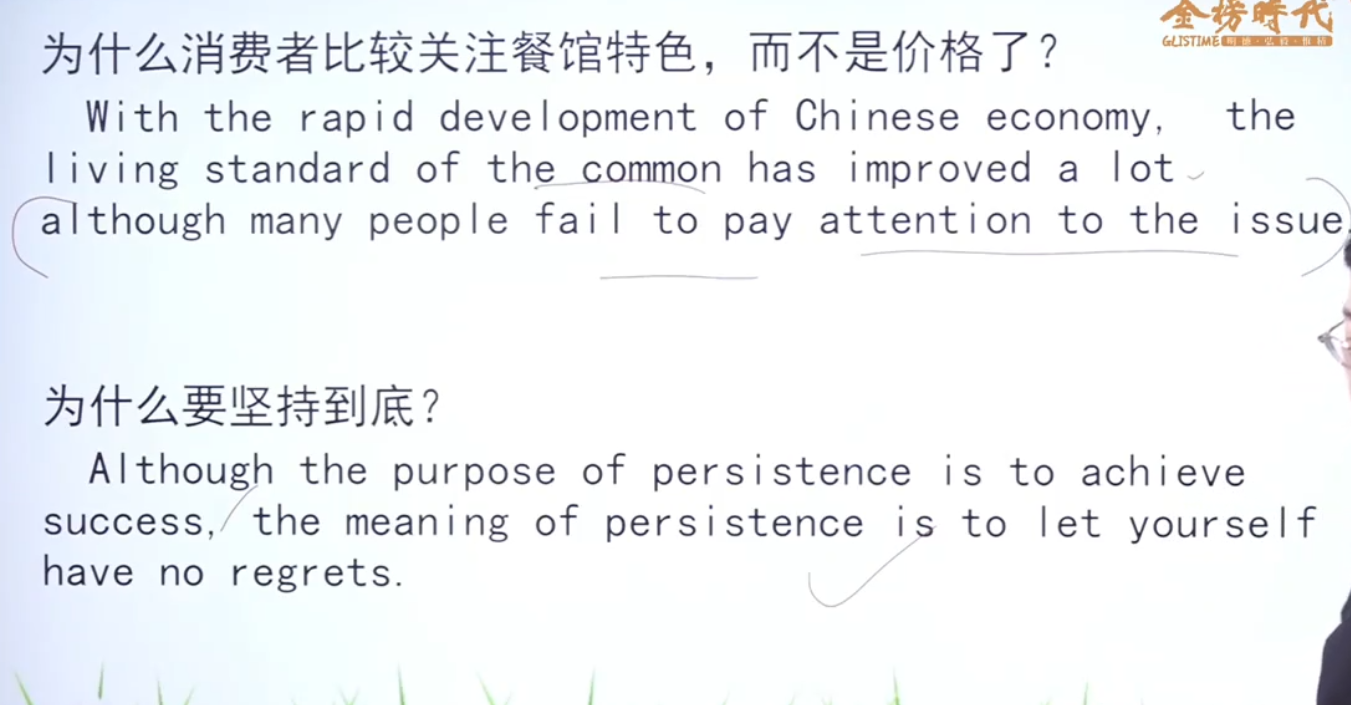 金榜時代
GLISTIME 明德·弘毅·惟精
为什么消费者比较关注餐馆特色，而不是价格了？
With the rapid development of Chinese economy, the
living standard of the common has improved a lot
although many people fail to pay attention to the issue.
为什么要坚持到底？
Although the purpose of persistence is to achieve
success, the meaning of persistence is to let yourself
have no regrets.